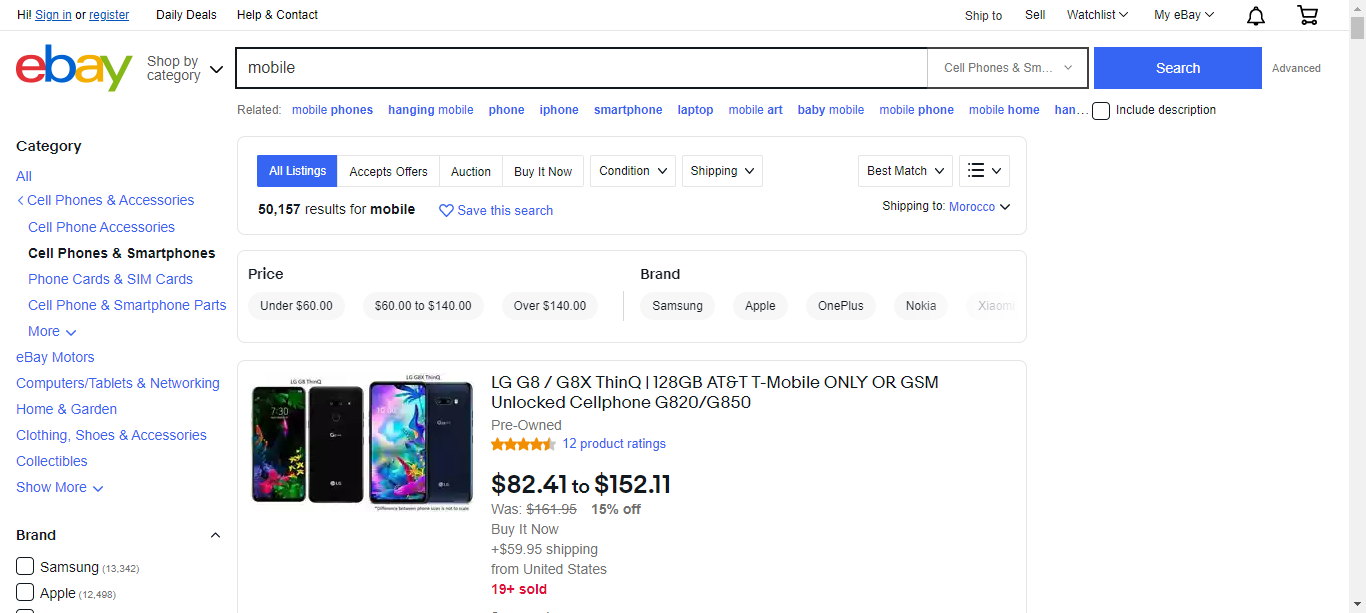 Hi! Sign in or register
Daily Deals
Help & Contact
Ship to
Sell
Watchlist
My eBay
ebay
Shop by
category
mobile
Cell Phones & Sm...
Search
Advanced
Related: mobile phones hanging mobile phone iphone smartphone laptop mobile art baby mobile mobile phone mobile home han...
Include description
Category
All
Cell Phones & Accessories
Cell Phone Accessories
Cell Phones & Smartphones
Phone Cards & SIM Cards
Cell Phone & Smartphone Parts
More
eBay Motors
Computers/Tablets & Networking
Home & Garden
Clothing, Shoes & Accessories
Collectibles
Show More
Brand
Samsung (13,342)
Apple (12,498)
All Listings
Accepts Offers
Auction
Buy It Now
Condition
Shipping
Best Match
50,157 results for mobile
Save this search
Shipping to: Morocco
Price
Under $60.00
$60.00 to $140.00
Over $140.00
Brand
Samsung
Apple
OnePlus
Nokia
Xiaomi
LG G8 ThinQ
LG G8X ThinQ
7:30
LG
LG
*Difference between phone sizes is not to scale
LG G8 / G8X ThinQ | 128GB AT&T T-Mobile ONLY OR GSM
Unlocked Cellphone G820/G850
Pre-Owned
12 product ratings
$82.41 to $152.11
Was: $161.95 15% off
Buy It Now
+$59.95 shipping
from United States
19+ sold